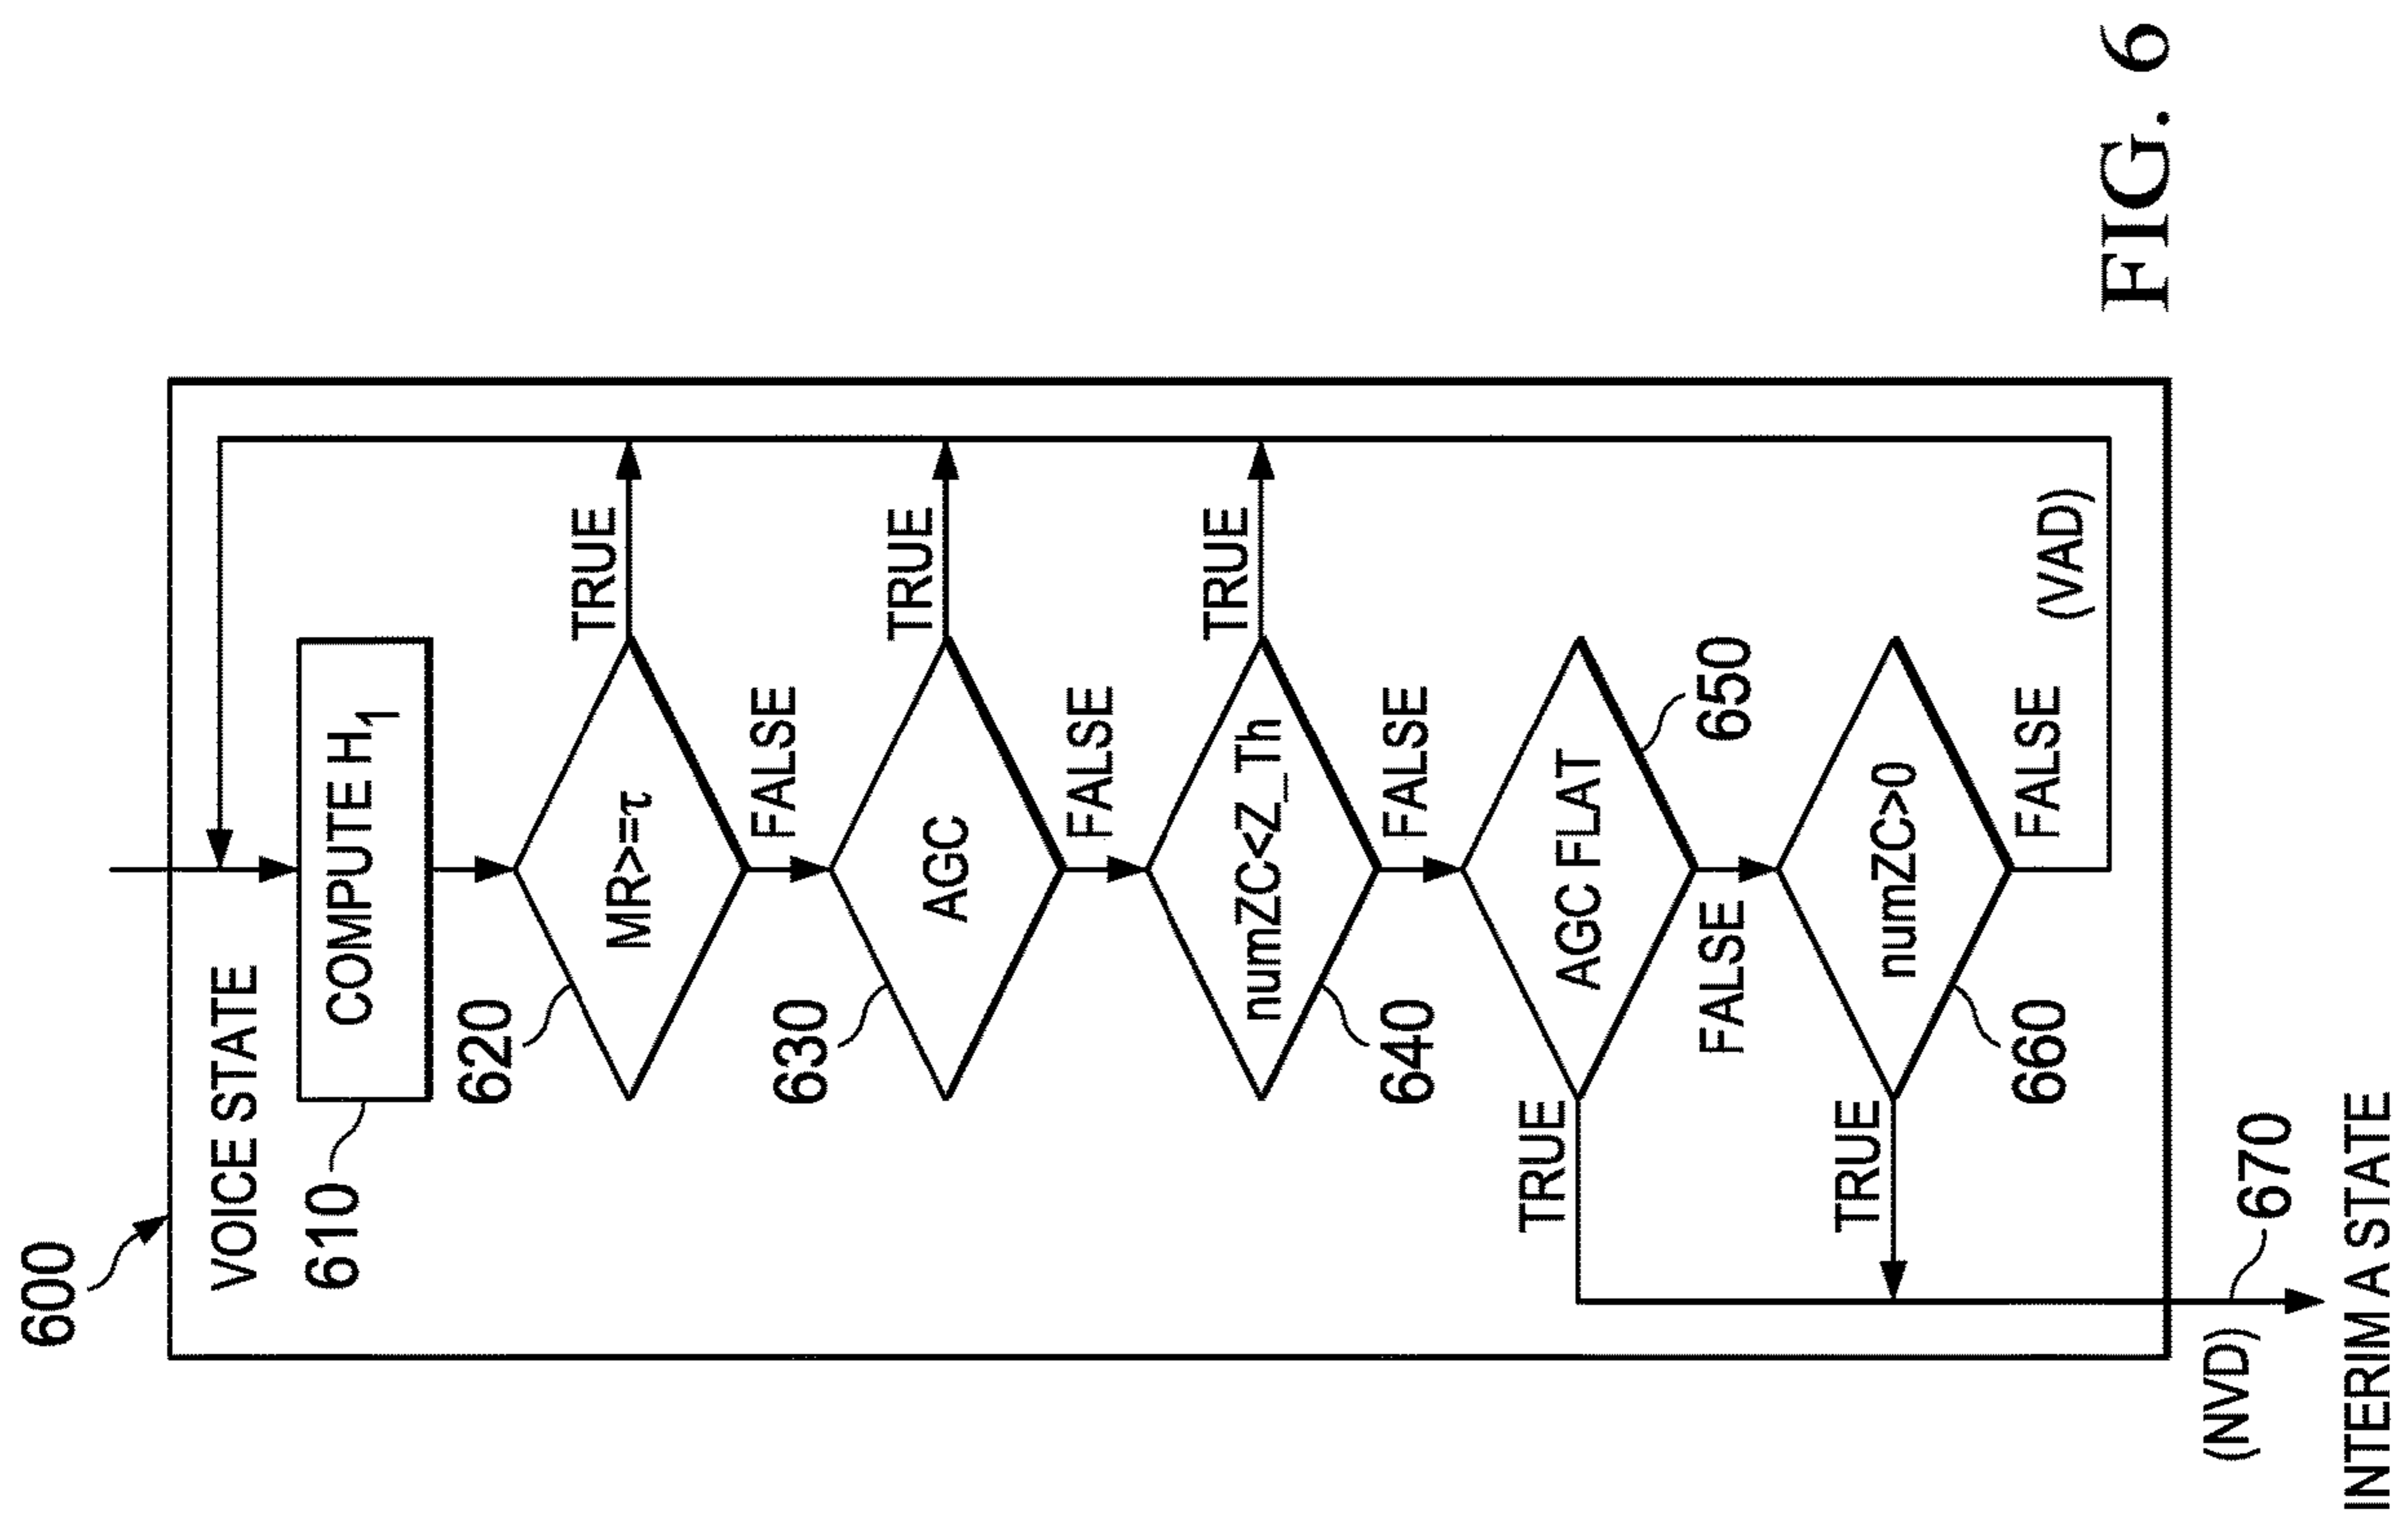 600
VOICE STATE
610
COMPUTE H1
620
MR>=τ
TRUE
FALSE
630
AGC
TRUE
FALSE
numZC<Z_Th
TRUE
640
FALSE
AGC FLAT
650
TRUE
FALSE
numZC>0
TRUE
660
FALSE
(VAD)
(NVD)
670
INTERIM A STATE
FIG. 6